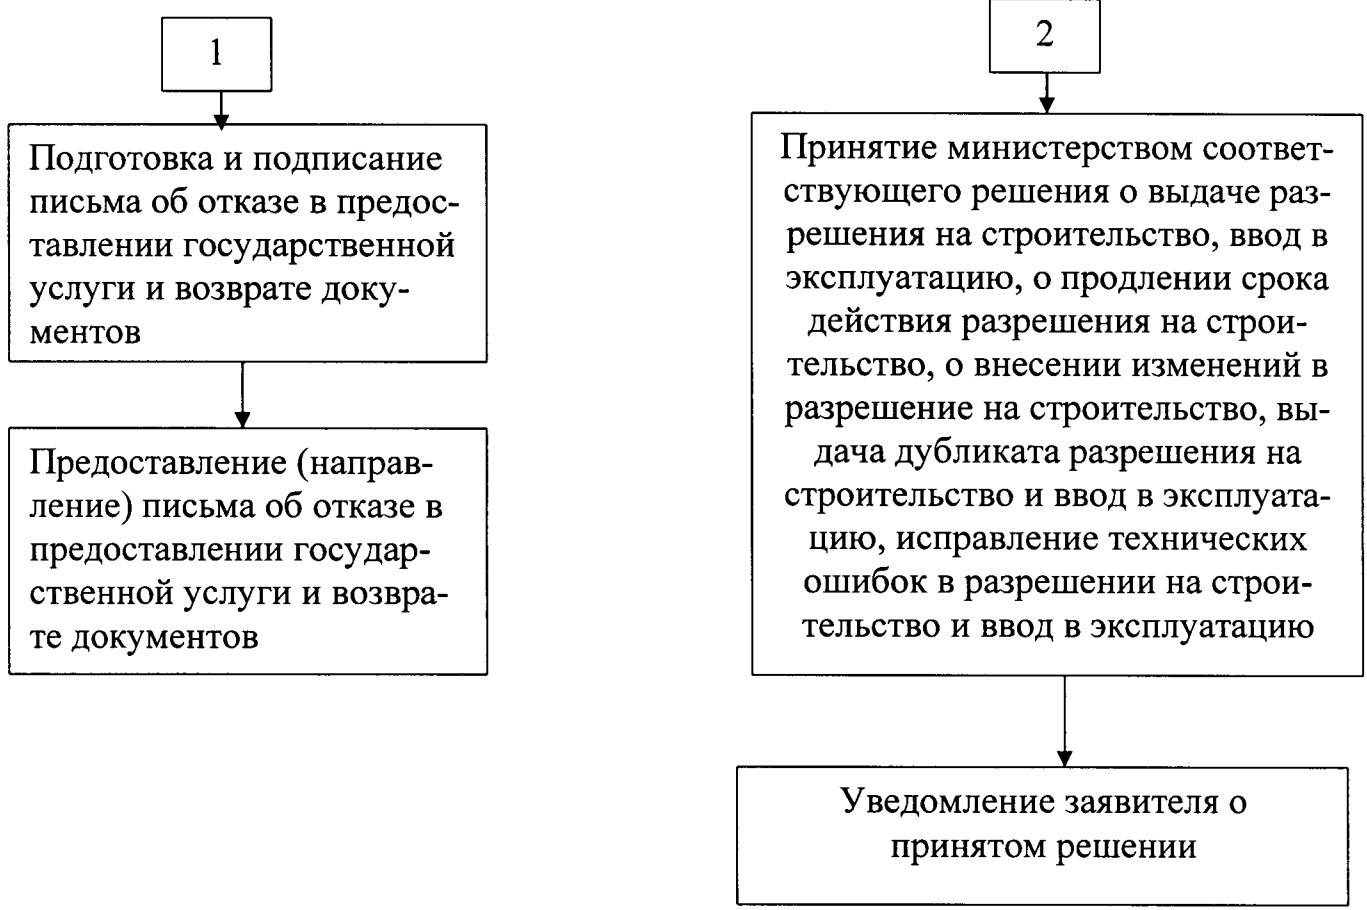 1
Подготовка и подписание
письма об отказе в предос-
тавлении государственной
услуги и возврате доку-
ментов
Предоставление (направ-
ление) письма об отказе в
предоставлении государ-
ственной услуги и возвра-
те документов
2
Принятие министерством соответ-
ствующего решения о выдаче раз-
решения на строительство, ввод в
эксплуатацию, о продлении срока
действия разрешения на строи-
тельство, о внесении изменений в
разрешение на строительство, вы-
дача дубликата разрешения на
строительство и ввод в эксплуата-
цию, исправление технических
ошибок в разрешении на строи-
тельство и ввод в эксплуатацию
Уведомление заявителя о
принятом решении